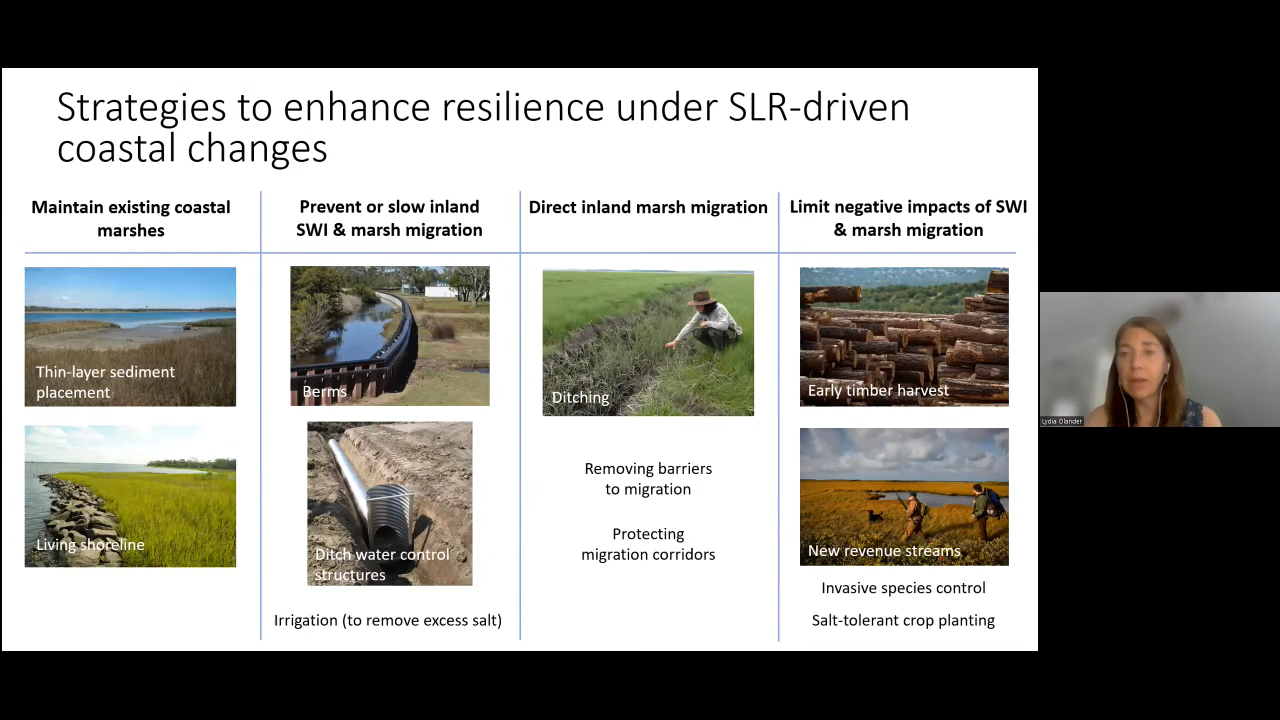 Strategies to enhance resilience under SLR-driven
coastal changes
Maintain existing coastal
marshes
Thin-layer sediment
placement
Living shoreline
Prevent or slow inland
SWI & marsh migration
Berms
Ditch water control
structures
Irrigation (to remove excess salt)
Direct inland marsh migration
Ditching
Removing barriers
to migration
Protecting
migration corridors
Limit negative impacts of SWI
& marsh migration
Early timber harvest
New revenue streams
Invasive species control
Salt-tolerant crop planting
Lydia Olander